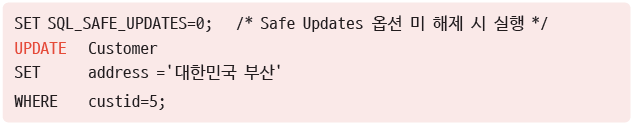 SET SQL_SAFE_UPDATES=0;   /* Safe Updates 옵션 미 해제 시 실행 */
UPDATE  Customer
SET     address ='대한민국 부산'
WHERE   custid=5;